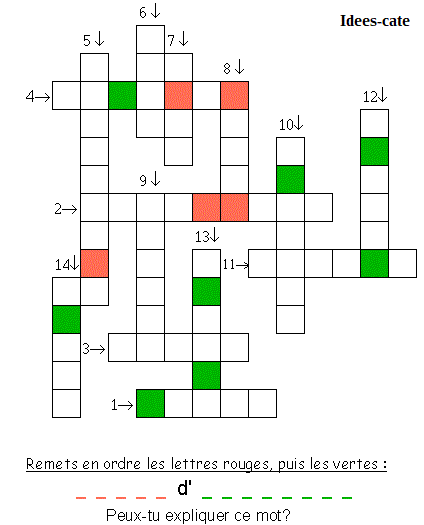 Idees-cate
6↓
5↓ 7↓
8↓
4→ 12↓
10↓
9↓
2→
13↓
14↓ 11→
3→
1→
Remets en ordre les lettres rouges, puis les vertes :
_ _ _ _ _ d' _ _ _ _ _ _ _ _
Peux-tu expliquer ce mot?